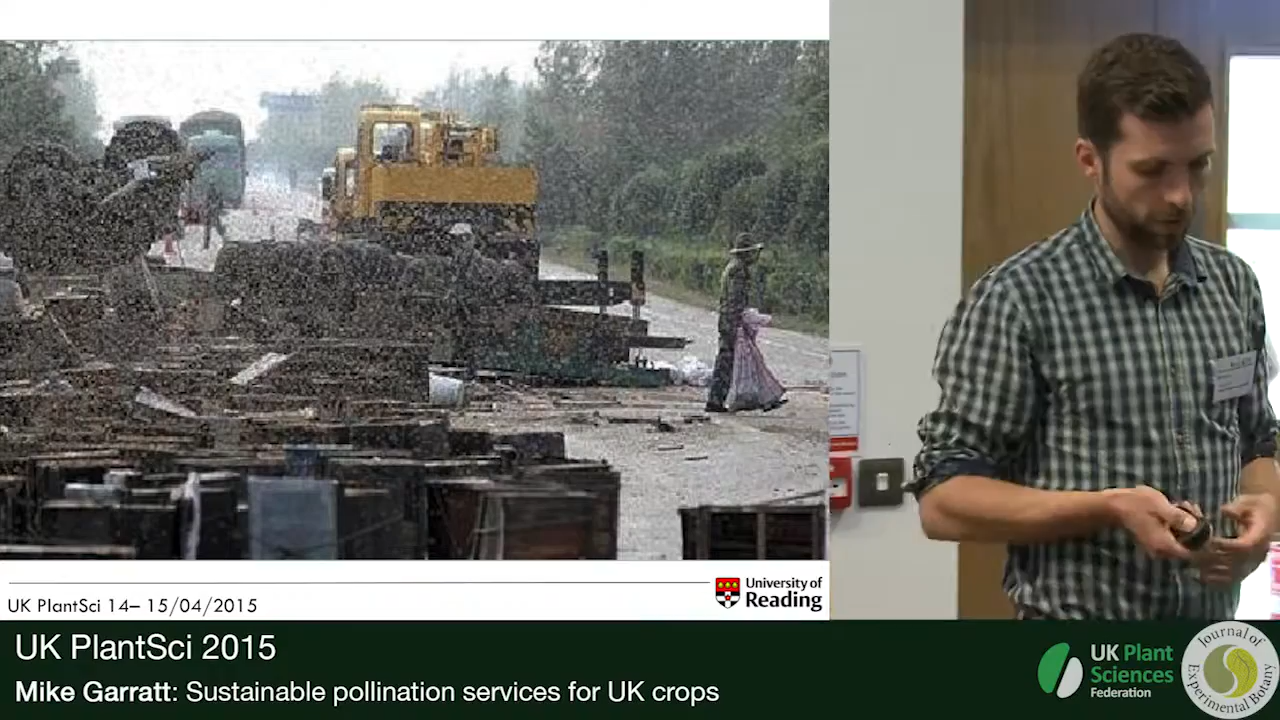 UK PlantSci 14– 15/04/2015
University of
Reading
UK PlantSci 2015
Mike Garratt: Sustainable pollination services for UK crops
UK Plant
Sciences
Federation
Journal of
Experimental Botany